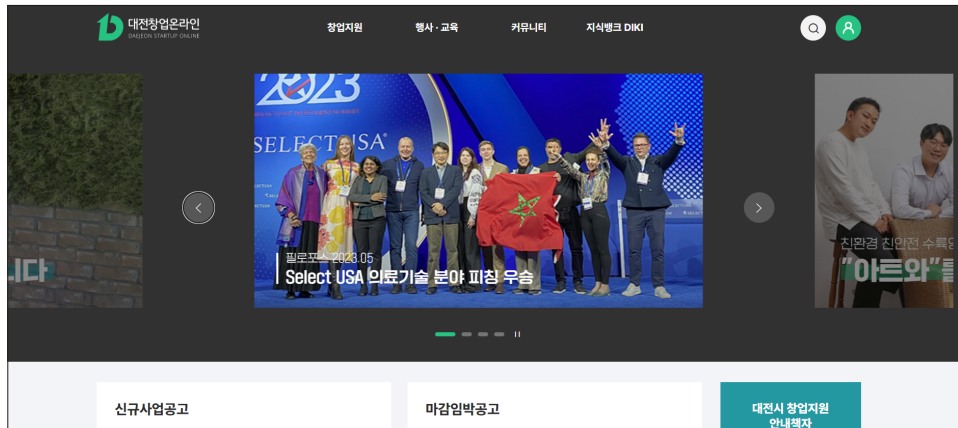 대전창업온라인
DAEJEON STARTUP ONLINE
창업지원
행사 · 교육
커뮤니티
지식뱅크 DIKI
2023
SELECTUSA
니다
필로포스 2023.05
Select USA 의료기술 분야 피칭 우승
친환경 친안전 수륙양
"아트와"를
신규사업공고
마감임박공고
대전시 창업지원
안내책자